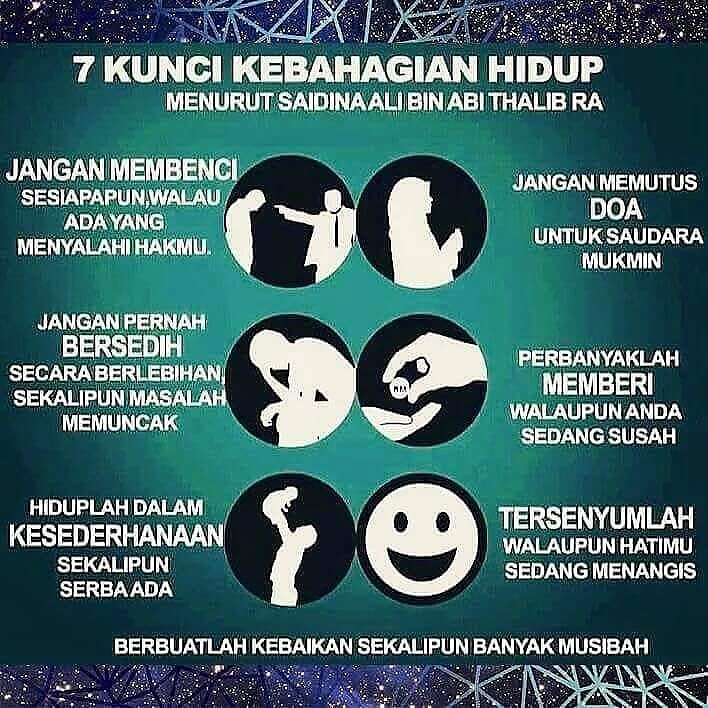 7 KUNCI KEBAHAGIAN HIDUP
MENURUT SAIDINA ALI BIN ABI THALIB RA
JANGAN MEMBENCI
SESIAPAPUN,WALAU
ADA YANG
MENYALAHI HAKMU.
JANGAN MEMUTUS
DOA
UNTUK SAUDARA
MUKMIN
JANGAN PERNAH
BERSEDIH
SECARA BERLEBIHAN,
SEKALIPUN MASALAH
MEMUNCAK
PERBANYAKLAH
MEMBERI
WALAUPUN ANDA
SEDANG SUSAH
HIDUPLAH DALAM
KESEDERHANAAN
SEKALIPUN
SERBA ADA
TERSENYUMLAH
WALAUPUN HATIMU
SEDANG MENANGIS
BERBUATLAH KEBAIKAN SEKALIPUN BANYAK MUSIBAH